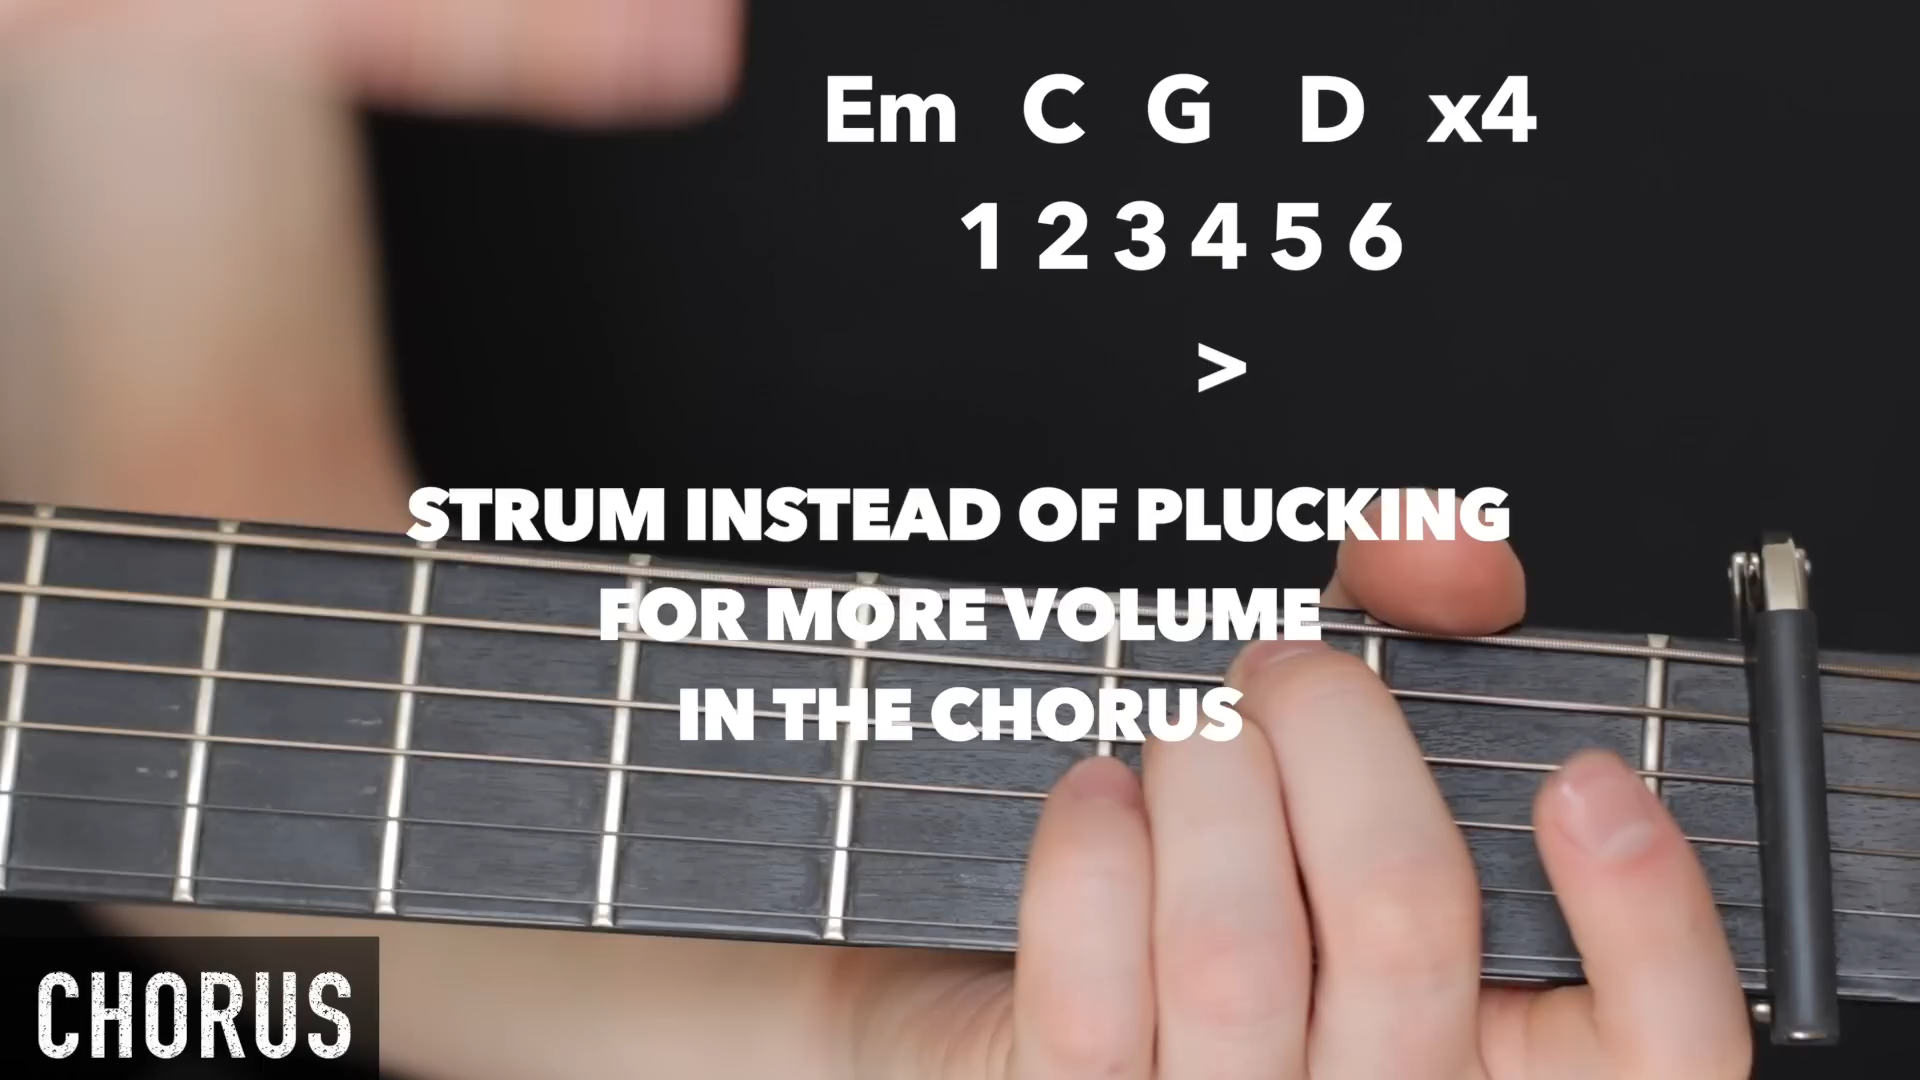 Em C G D x4
1 2 3 4 5 6
>
STRUM INSTEAD OF PLUCKING
FOR MORE VOLUME
IN THE CHORUS
CHORUS